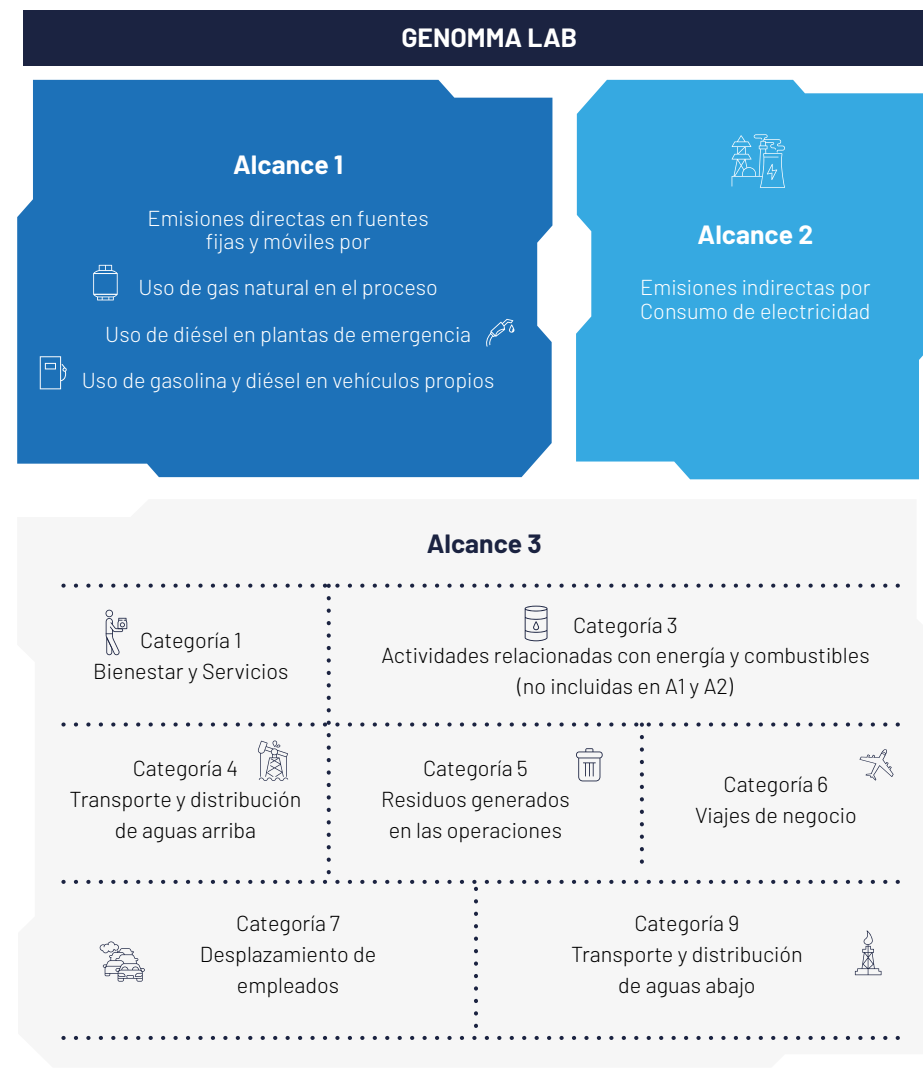 GENOMMA LAB
Alcance 1
Emisiones directas en fuentes
fijas y móviles por
Uso de gas natural en el proceso
Uso de diésel en plantas de emergencia
Uso de gasolina y diésel en vehículos propios
Alcance 2
Emisiones indirectas por
Consumo de electricidad
Alcance 3
Categoría 1
Bienestar y Servicios
Categoría 3
Actividades relacionadas con energía y combustibles
(no incluidas en A1 y A2)
Categoría 4
Transporte y distribución
de aguas arriba
Categoría 5
Residuos generados
en las operaciones
Categoría 6
Viajes de negocio
Categoría 7
Desplazamiento de
empleados
Categoría 9
Transporte y distribución
de aguas abajo